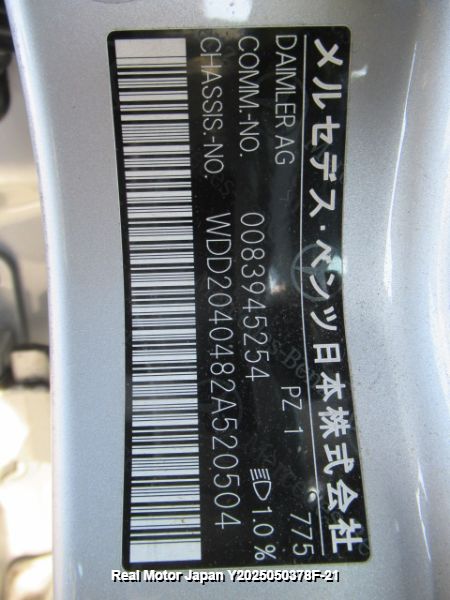 メルセデス・ベンツ日本株式会社
DAIMLER AG PZ-1 775
COMM.-NO. 0083945254 1.0%
CHASSIS.-NO. WDD2040482A520504
Real Motor Japan Y2025050378F-21